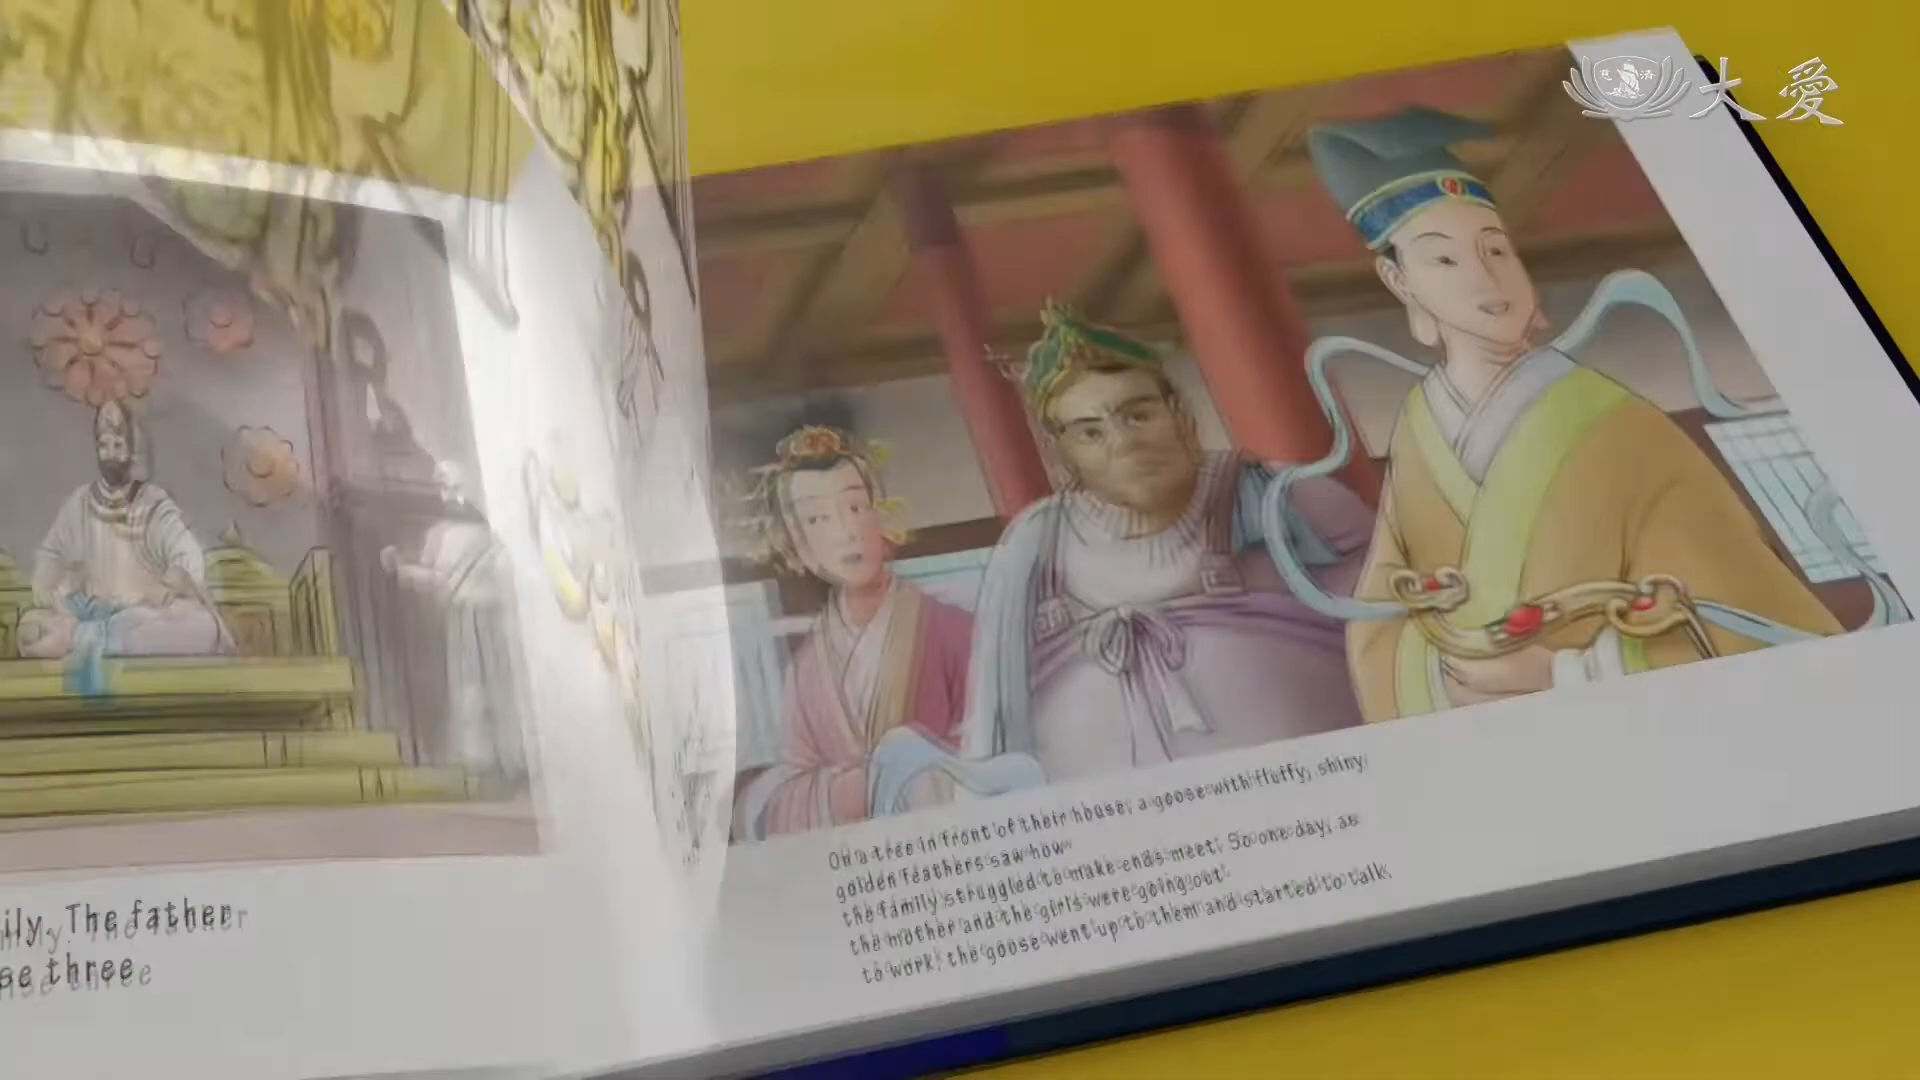 慈濟
大愛
ily. The father
se three
On a tree in front of their house, a goose with fluffy, shiny
golden feathers saw how
the family struggled to make ends meet. So one day, as
the mother and the girls were going out
to work, the goose went up to them and started to talk.